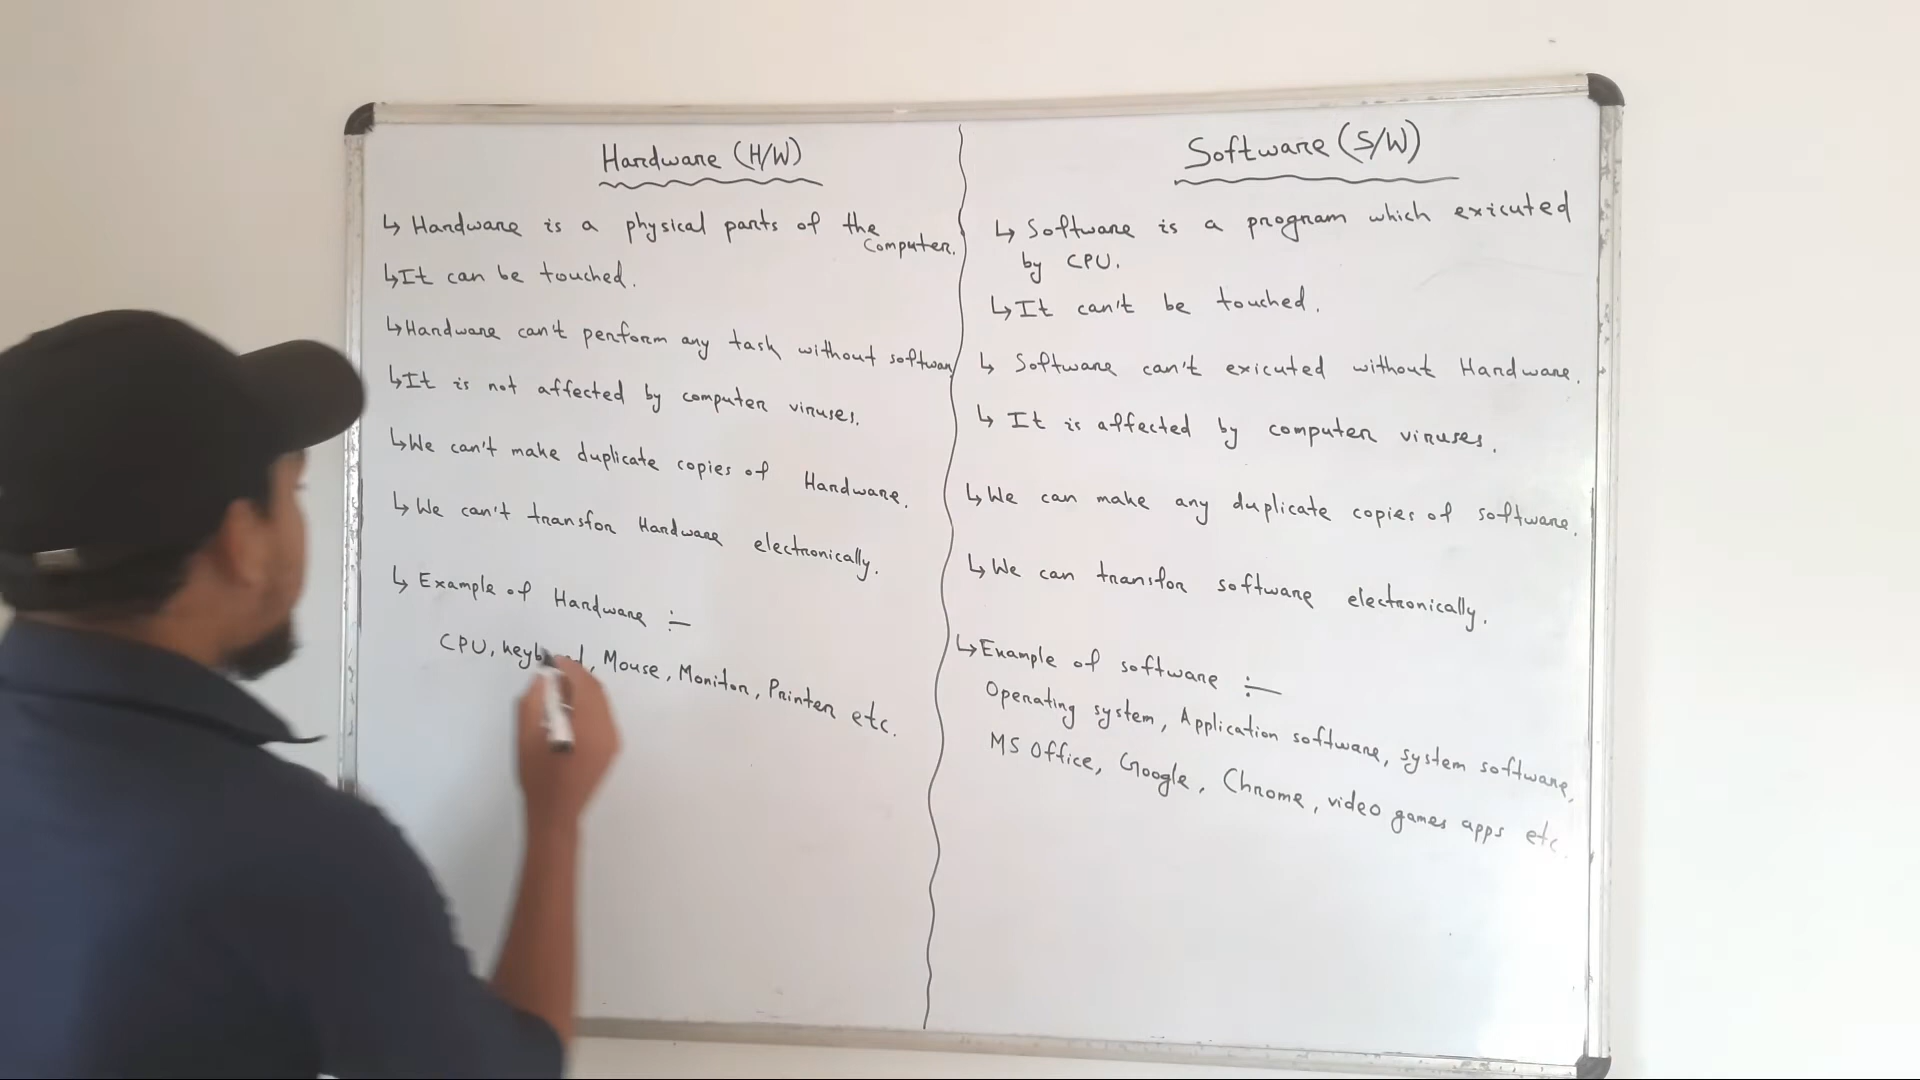 Hardware (H/W)
↳ Hardware is a physical parts of the
Computer.
↳ It can be touched.
↳ Hardware can't perform any task without softwar
↳ It is not affected by computer viruses.
↳ We can't make duplicate copies of Hardware.
↳ We can't transfor Hardware electronically.
↳ Example of Hardware ÷
CPU, Mouse, Monitor, Printer etc.
Software (S/W)
↳ Software is a program which exicuted
by CPU.
↳ It can't be touched.
↳ Software can't exicuted without Hardware.
↳ It is affected by computer viruses.
↳ We can make any duplicate copies of software.
↳ We can transfor software electronically.
↳ Example of software ÷
Operating system, Application software, system software,
MS Office, Google, Chrome, video games apps etc.